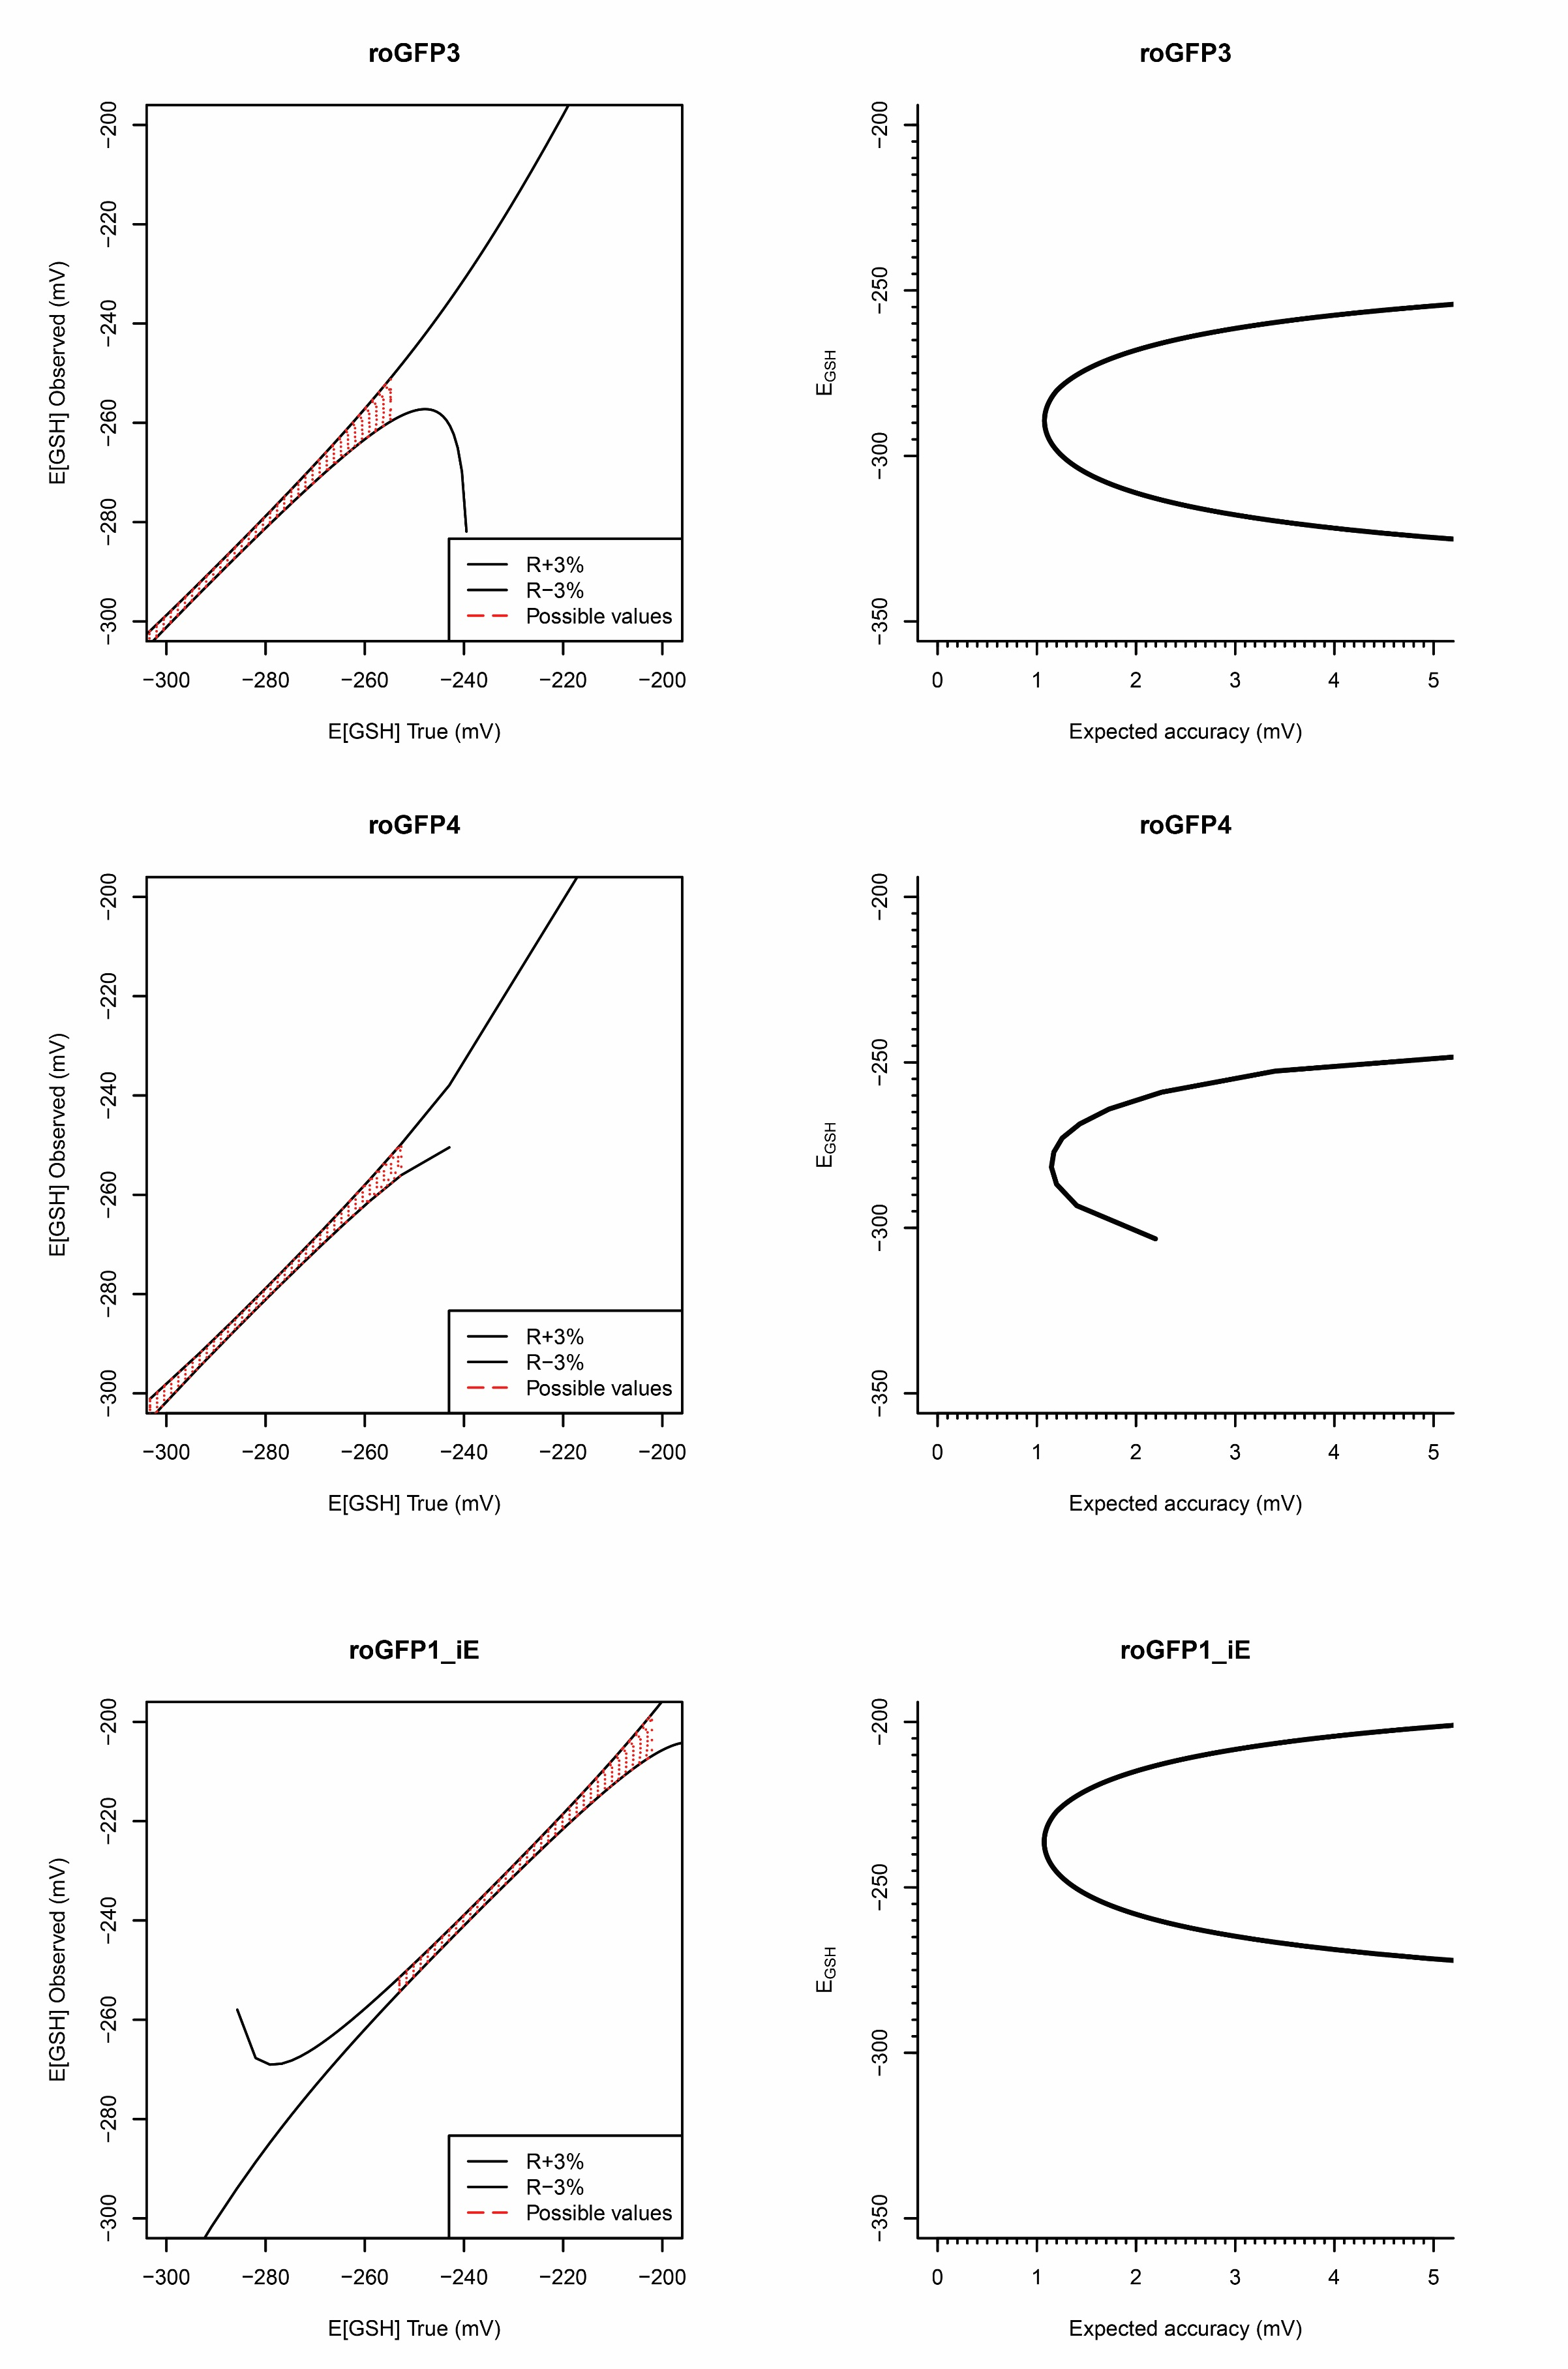 roGFP3
roGFP3
E[GSH] Observed (mV)
−200
−220
−240
−260
−280
−300
R+3%
R−3%
Possible values
−300 −280 −260 −240 −220 −200
E[GSH] True (mV)
EGSH
−200
−250
−300
−350
0 1 2 3 4 5
Expected accuracy (mV)
roGFP4
roGFP4
E[GSH] Observed (mV)
−200
−220
−240
−260
−280
−300
R+3%
R−3%
Possible values
−300 −280 −260 −240 −220 −200
E[GSH] True (mV)
EGSH
−200
−250
−300
−350
0 1 2 3 4 5
Expected accuracy (mV)
roGFP1_iE
roGFP1_iE
E[GSH] Observed (mV)
−200
−220
−240
−260
−280
−300
R+3%
R−3%
Possible values
−300 −280 −260 −240 −220 −200
E[GSH] True (mV)
EGSH
−200
−250
−300
−350
0 1 2 3 4 5
Expected accuracy (mV)